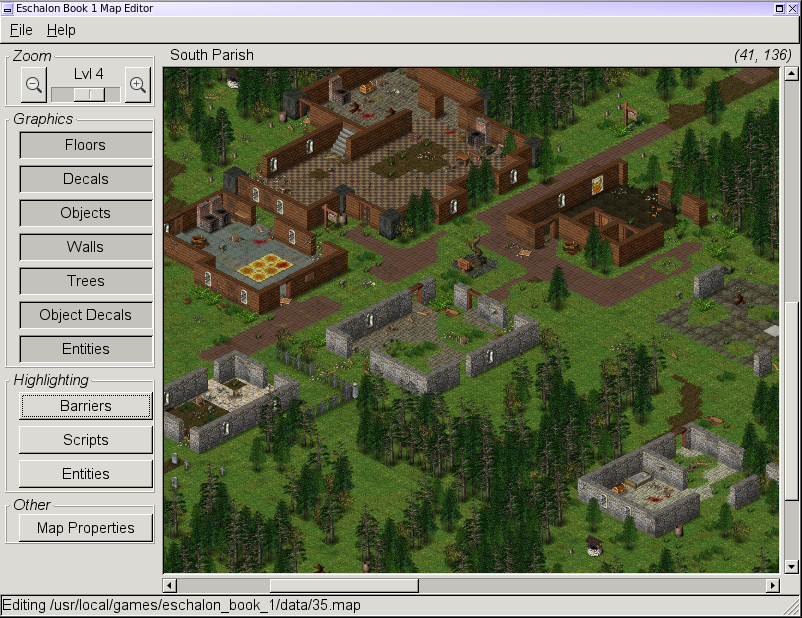 Eschalon Book 1 Map Editor
File Help
Zoom
Lvl 4
South Parish
(41, 136)
Graphics
Floors
Decals
Objects
Walls
Trees
Object Decals
Entities
Highlighting
Barriers
Scripts
Entities
Other
Map Properties
Editing /usr/local/games/eschalon_book_1/data/35.map